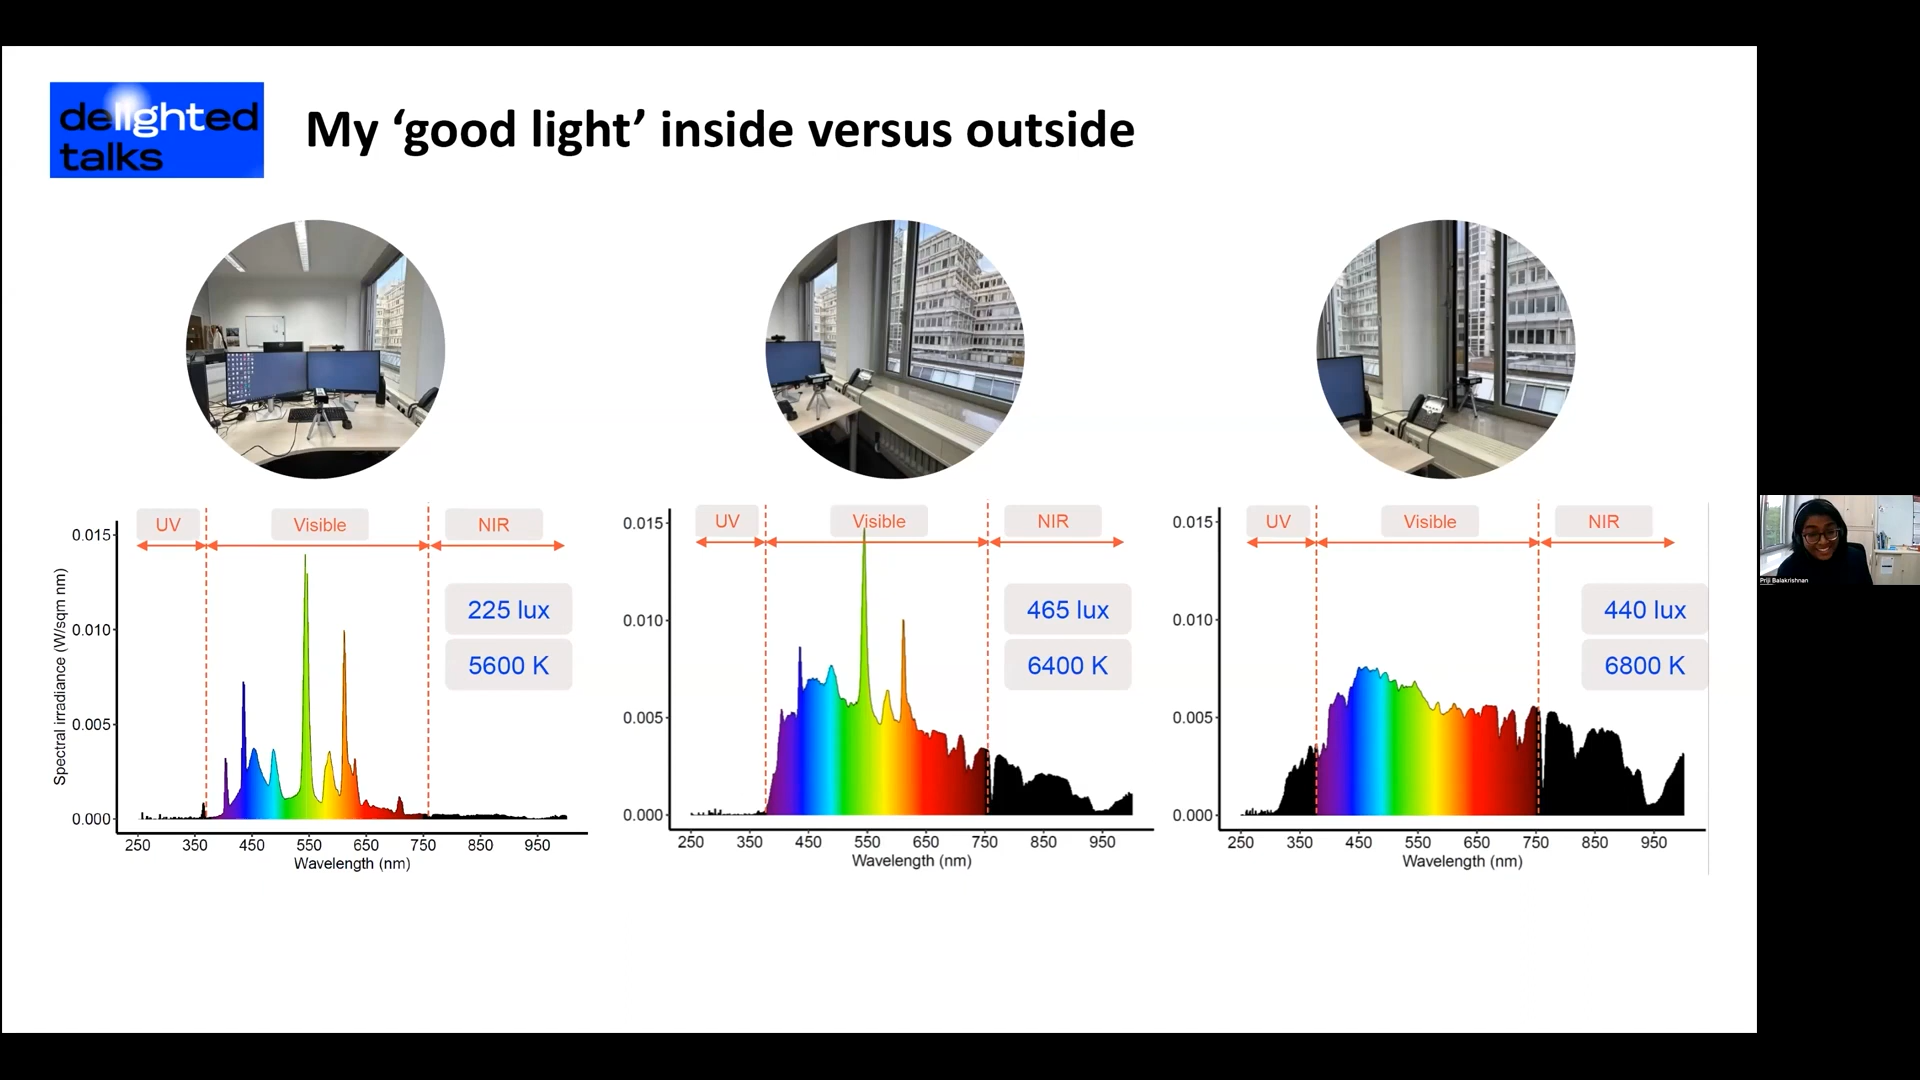 delighted
talks
My ‘good light’ inside versus outside
UV
Visible
NIR
225 lux
5600 K
Spectral irradiance (W/sqm nm)
0.015
0.010
0.005
0.000
250 350 450 550 650 750 850 950
Wavelength (nm)
UV
Visible
NIR
465 lux
6400 K
0.015
0.010
0.005
0.000
250 350 450 550 650 750 850 950
Wavelength (nm)
UV
Visible
NIR
440 lux
6800 K
0.015
0.010
0.005
0.000
250 350 450 550 650 750 850 950
Wavelength (nm)
Priji Balakrishnan